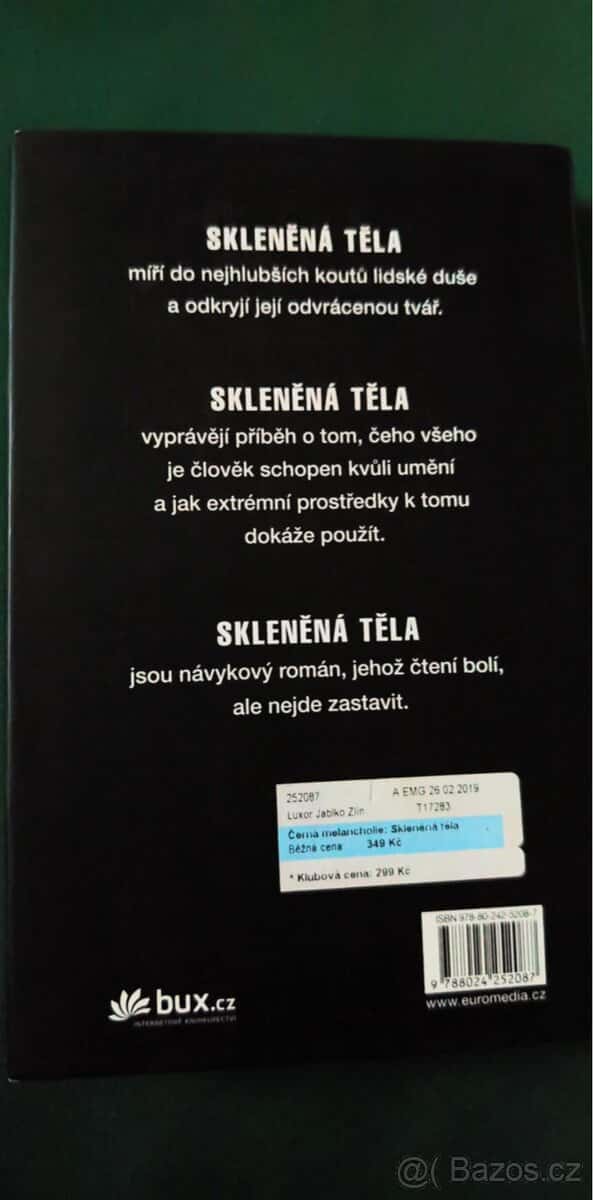 SKLENĚNÁ TĚLA
míří do nejhlubších koutů lidské duše
a odkryjí její odvrácenou tvář.
SKLENĚNÁ TĚLA
vyprávějí příběh o tom, čeho všeho
je člověk schopen kvůli umění
a jak extrémní prostředky k tomu
dokáže použít.
SKLENĚNÁ TĚLA
jsou návykový román, jehož čtení bolí,
ale nejde zastavit.
252087 A EMG 26 02 2019
Luxor Jablko Zlín T17283
Černá melancholie: Skleněná těla
Běžná cena: 349 Kč
* Klubová cena: 299 Kč
ISBN 978-80-242-5208-7
9 788024 252087
www.euromedia.cz
bux.cz
INTERNETOVÉ KNIHKUPECTVÍ
@( Bazos.cz